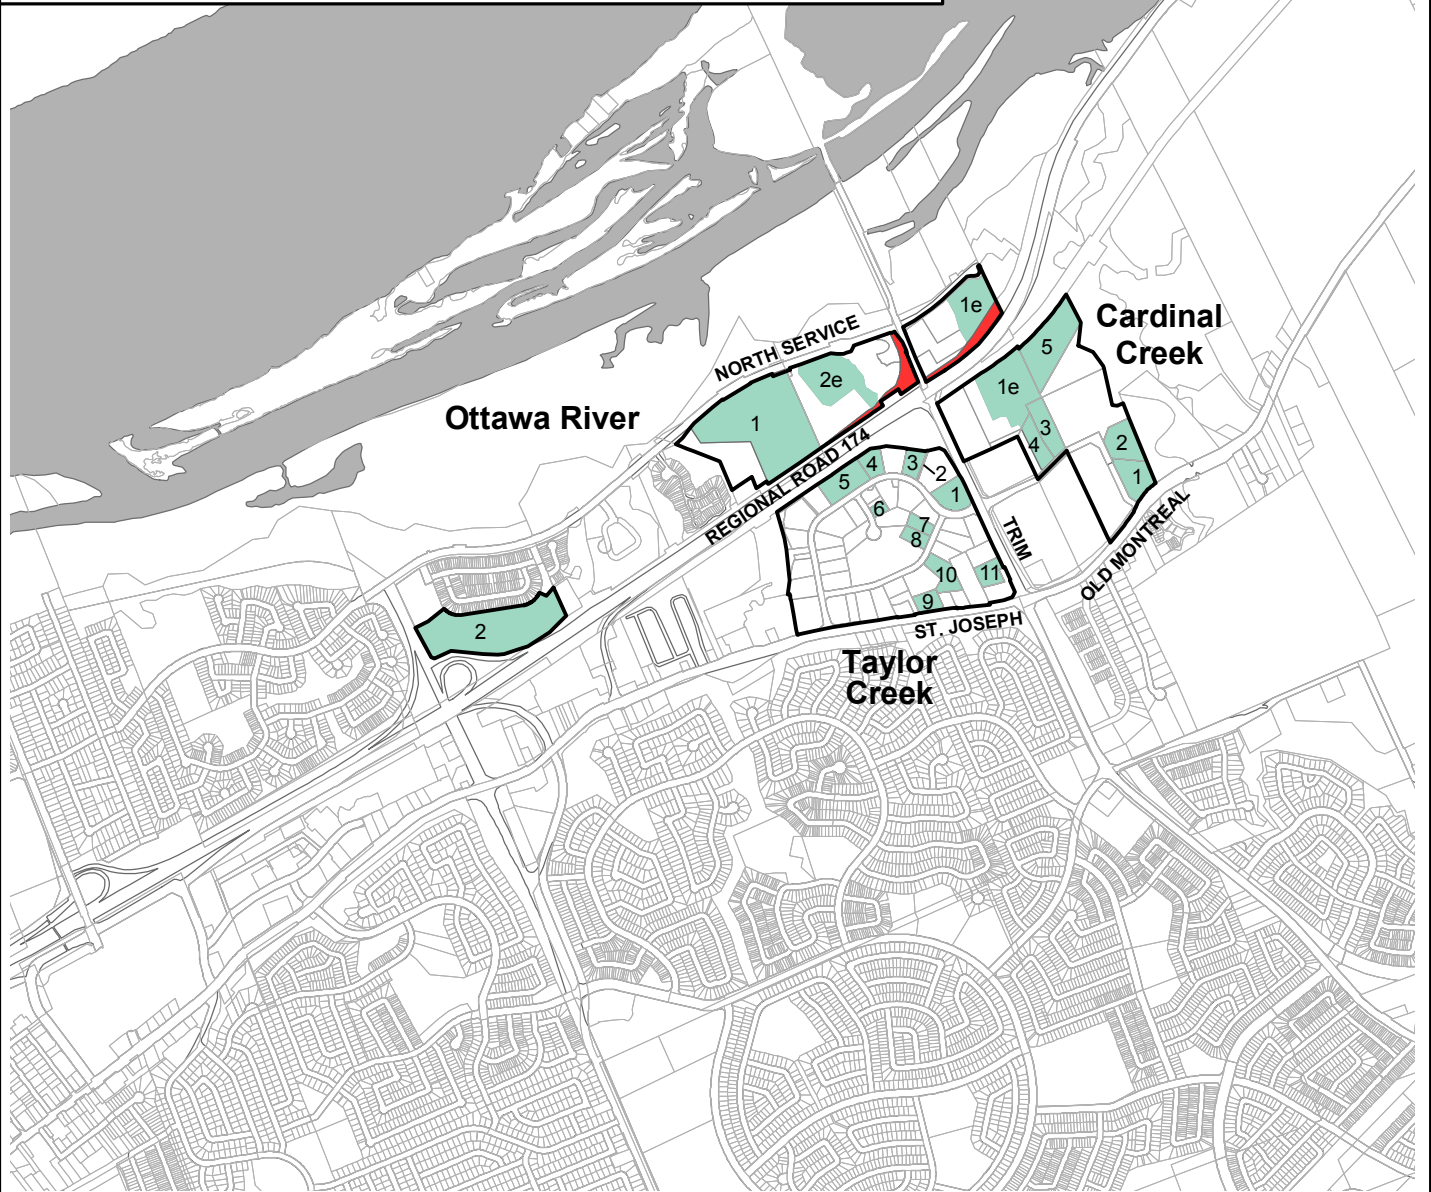 1e
Cardinal
Creek
NORTH SERVICE
5
2e
1e
Ottawa River
1
3
4
2
REGIONAL ROAD 174
4
3
2
1
5
1
6
7
8
TRIM
10
11
OLD MONTREAL
9
2
ST. JOSEPH
Taylor
Creek